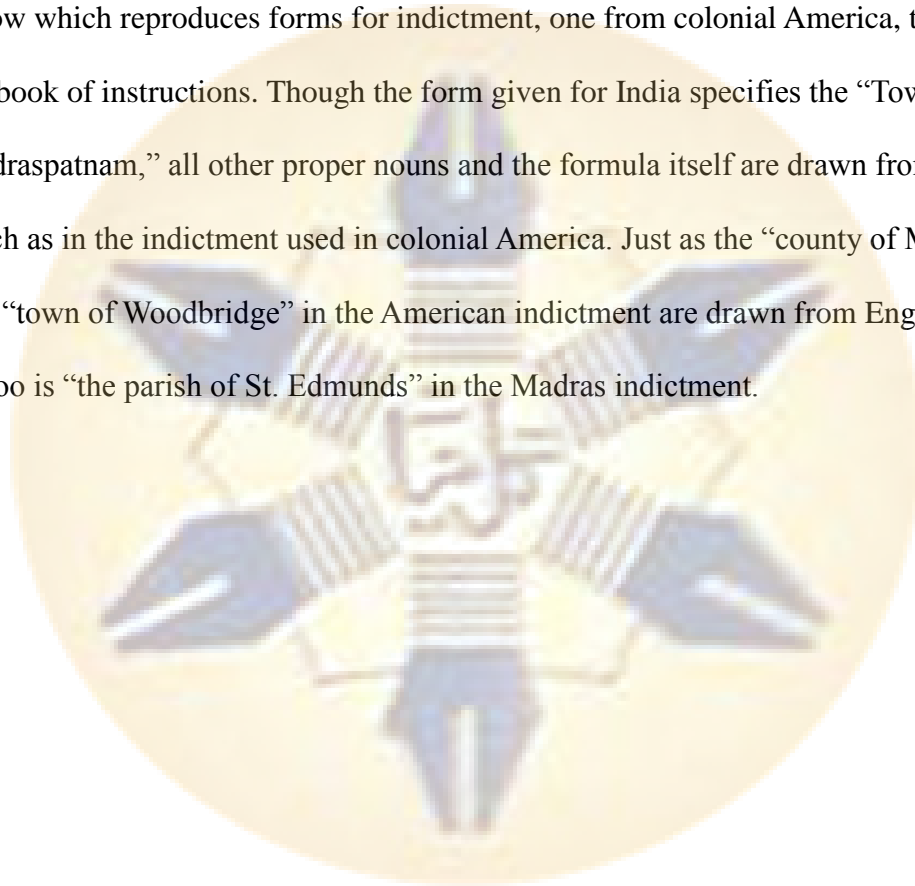 ow which reproduces forms for indictment, one from colonial America, t
book of instructions. Though the form given for India specifies the “Tow
draspatnam,” all other proper nouns and the formula itself are drawn from
ch as in the indictment used in colonial America. Just as the “county of M
“town of Woodbridge” in the American indictment are drawn from Eng
oo is “the parish of St. Edmunds” in the Madras indictment.